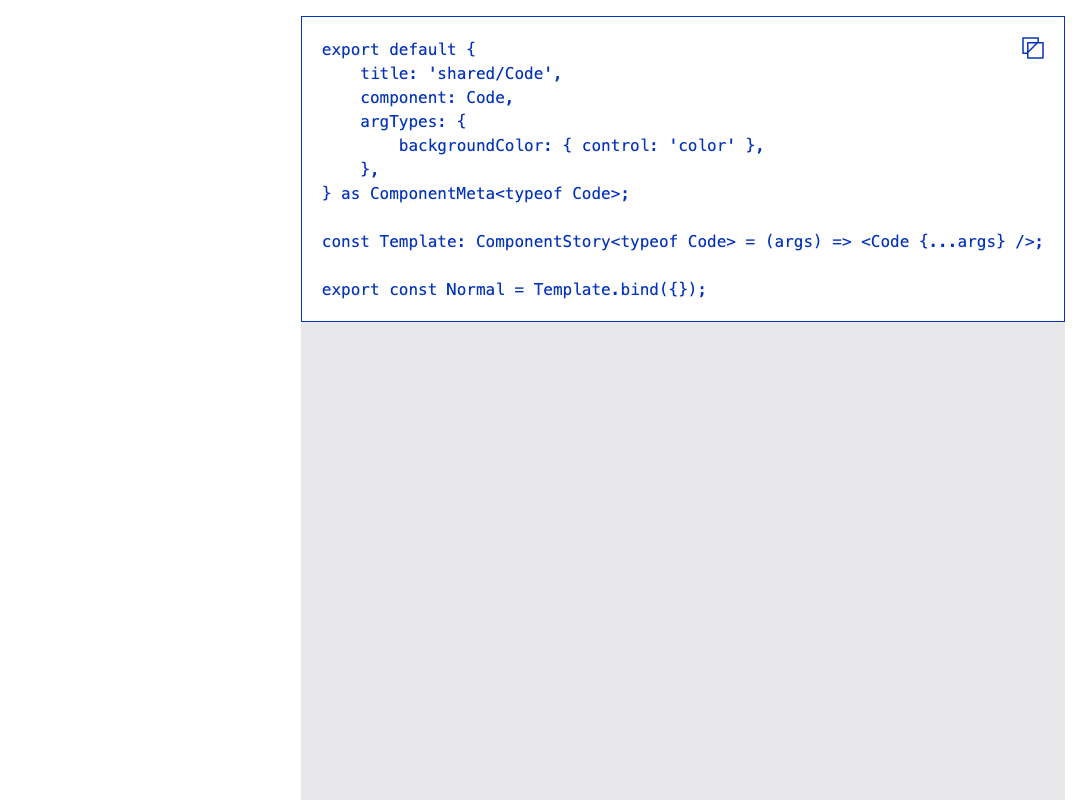 export default {
    title: 'shared/Code',
    component: Code,
    argTypes: {
        backgroundColor: { control: 'color' },
    },
} as ComponentMeta<typeof Code>;

const Template: ComponentStory<typeof Code> = (args) => <Code {...args} />;

export const Normal = Template.bind({});